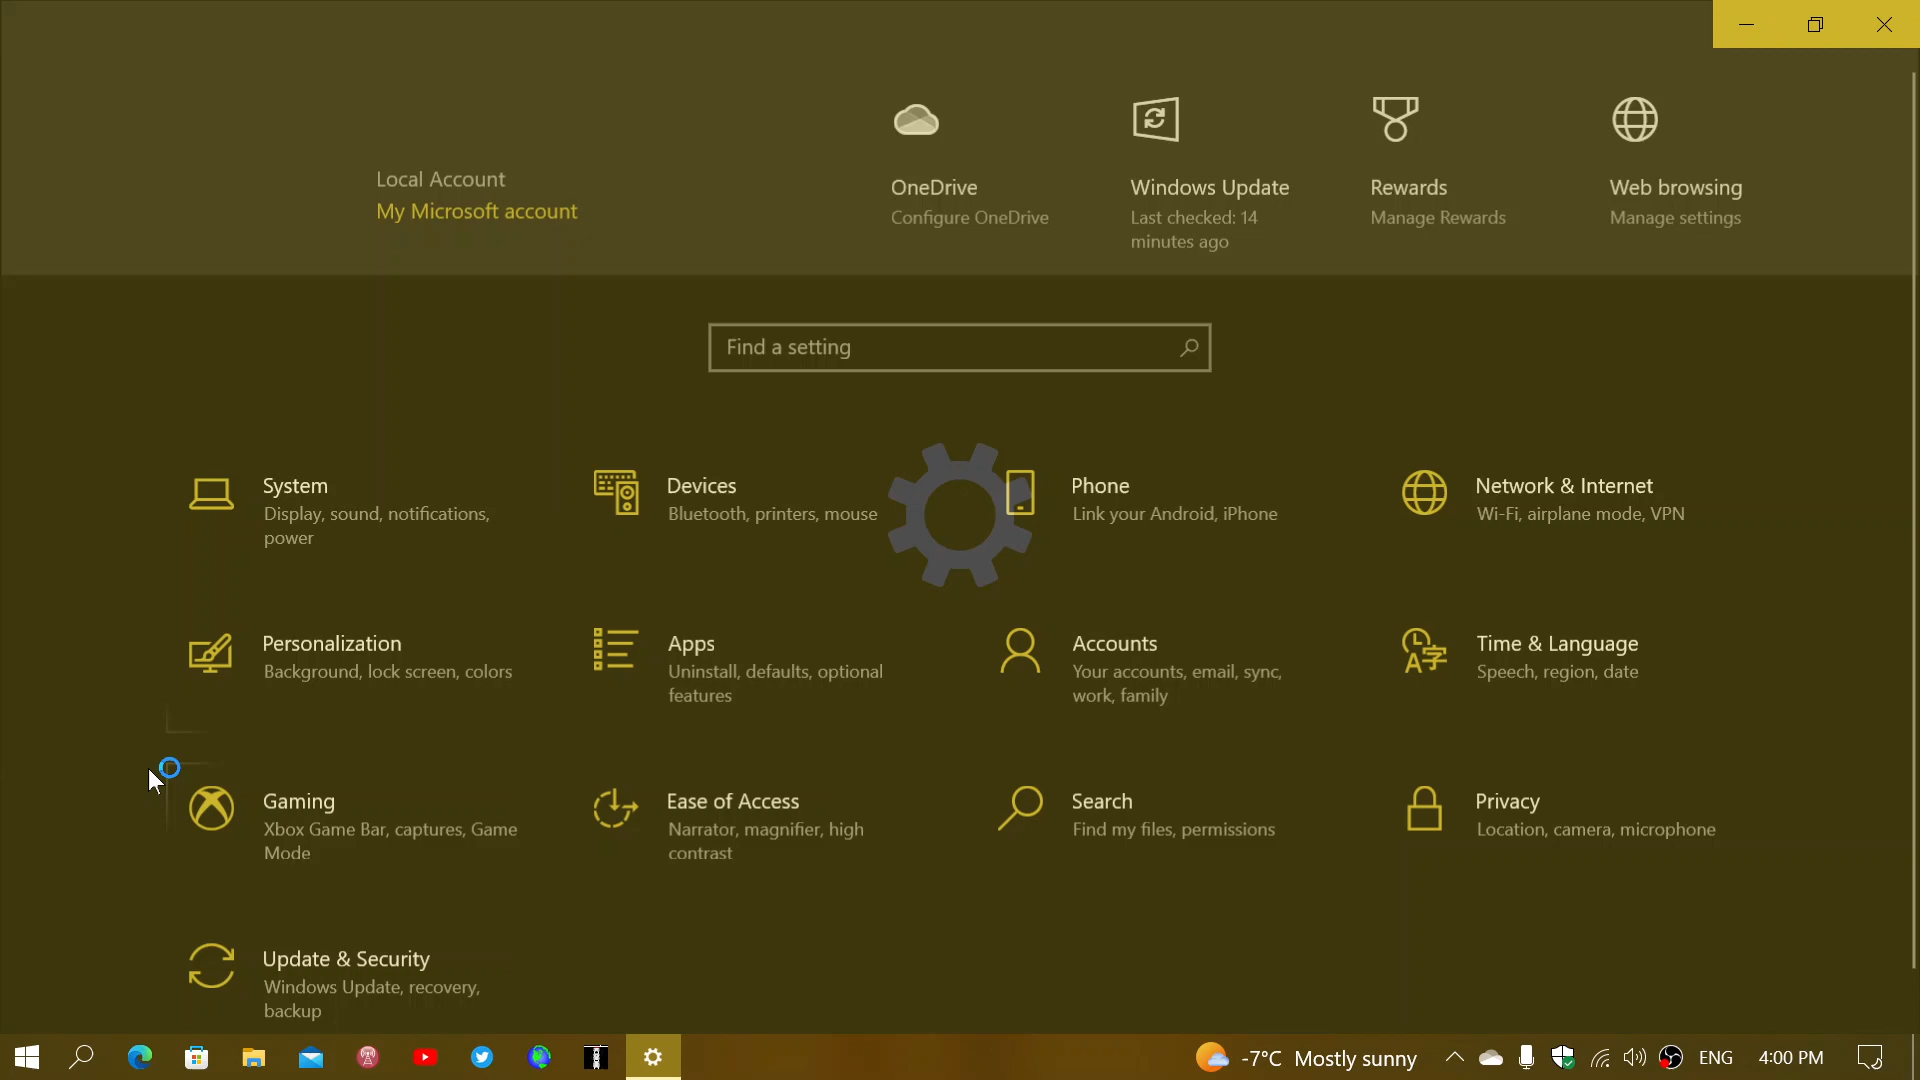 Local Account
My Microsoft account
OneDrive
Configure OneDrive
Windows Update
Last checked: 14
minutes ago
Rewards
Manage Rewards
Web browsing
Manage settings
Find a setting
System
Display, sound, notifications,
power
Devices
Bluetooth, printers, mouse
Phone
Link your Android, iPhone
Network & Internet
Wi-Fi, airplane mode, VPN
Personalization
Background, lock screen, colors
Apps
Uninstall, defaults, optional
features
Accounts
Your accounts, email, sync,
work, family
Time & Language
Speech, region, date
Gaming
Xbox Game Bar, captures, Game
Mode
Ease of Access
Narrator, magnifier, high
contrast
Search
Find my files, permissions
Privacy
Location, camera, microphone
Update & Security
Windows Update, recovery,
backup
-7°C Mostly sunny
ENG
4:00 PM